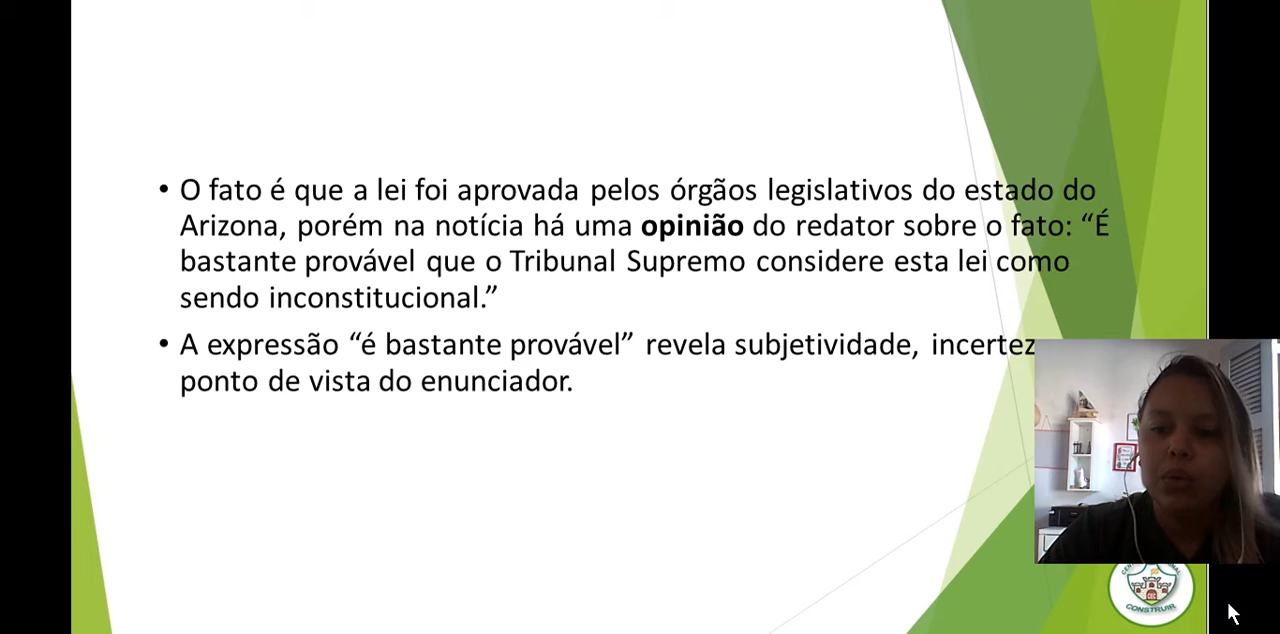 • O fato é que a lei foi aprovada pelos órgãos legislativos do estado do
Arizona, porém na notícia há uma opinião do redator sobre o fato: “É
bastante provável que o Tribunal Supremo considere esta lei como
sendo inconstitucional.”
• A expressão “é bastante provável” revela subjetividade, incertez
ponto de vista do enunciador.
CEC
CONSTRUIR